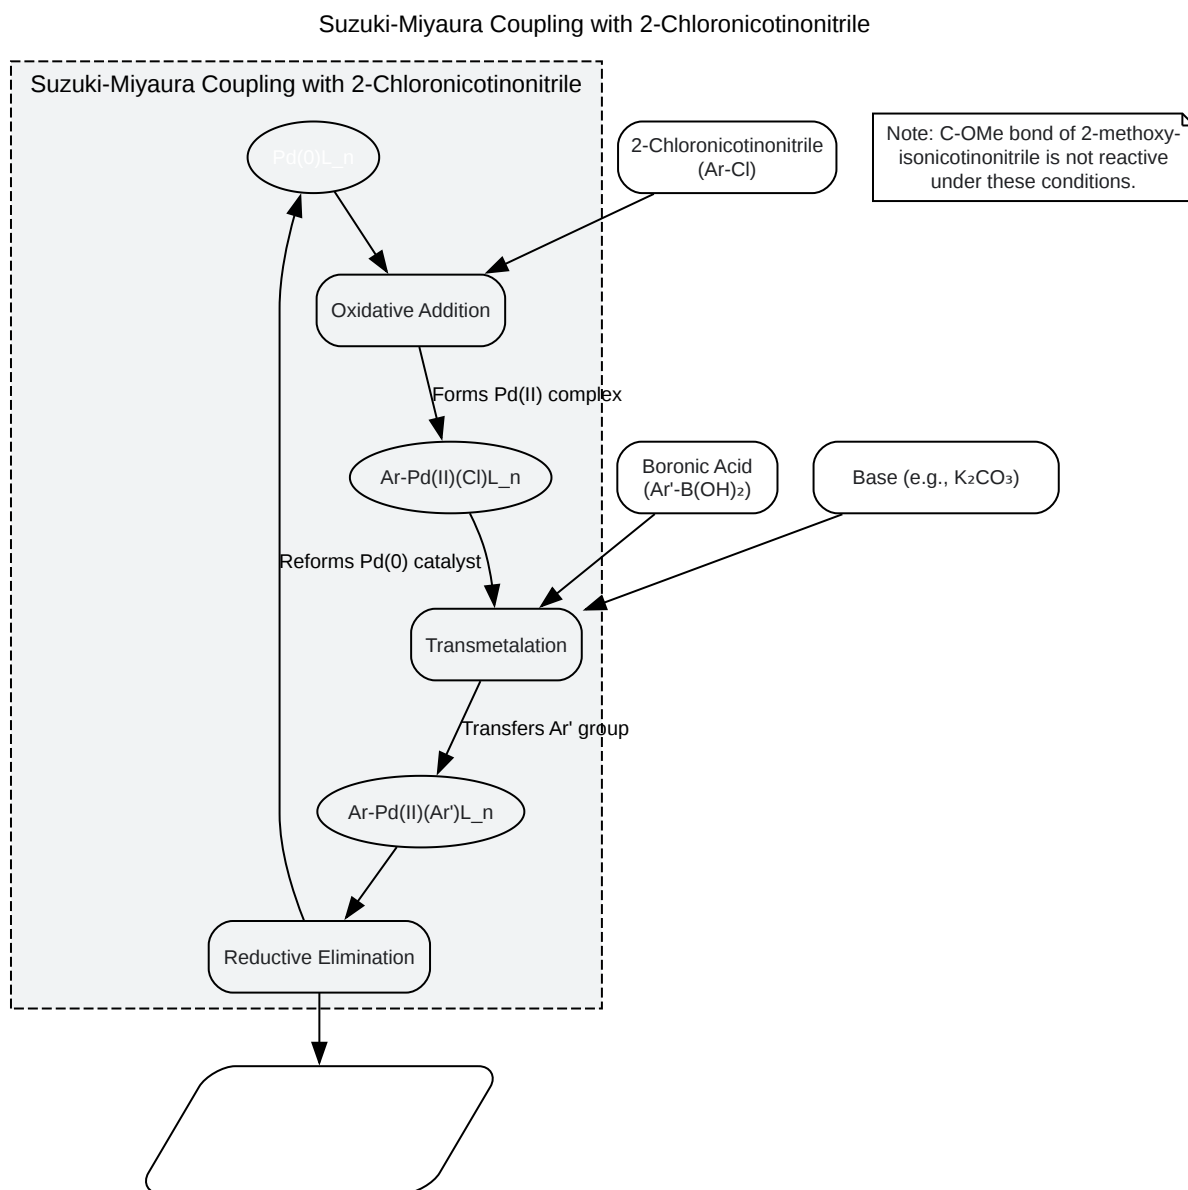 Suzuki-Miyaura Coupling with 2-Chloronicotinonitrile
Suzuki-Miyaura Coupling with 2-Chloronicotinonitrile
Pd(0)L_n
2-Chloronicotinonitrile
(Ar-Cl)
Note: C-OMe bond of 2-methoxy-
isonicotinonitrile is not reactive
under these conditions.
Oxidative Addition
Forms Pd(II) complex
Ar-Pd(II)(Cl)L_n
Boronic Acid
(Ar'-B(OH)₂)
Base (e.g., K₂CO₃)
Reforms Pd(0) catalyst
Transmetalation
Transfers Ar' group
Ar-Pd(II)(Ar')L_n
Reductive Elimination